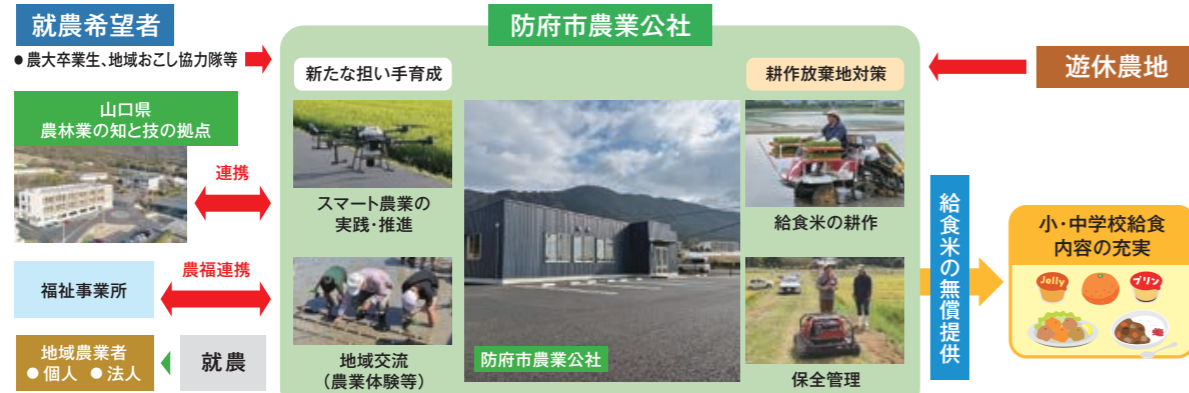 就農希望者
●農大卒業生、地域おこし協力隊等
山口県
農林業の知と技の拠点
連携
福祉事業所
農福連携
地域農業者
●個人 ●法人
就農
防府市農業公社
新たな担い手育成
スマート農業の
実践・推進
地域交流
（農業体験等）
防府市農業公社
耕作放棄地対策
給食米の耕作
保全管理
遊休農地
給食米の無償提供
小・中学校給食
内容の充実
Jelly
プリン